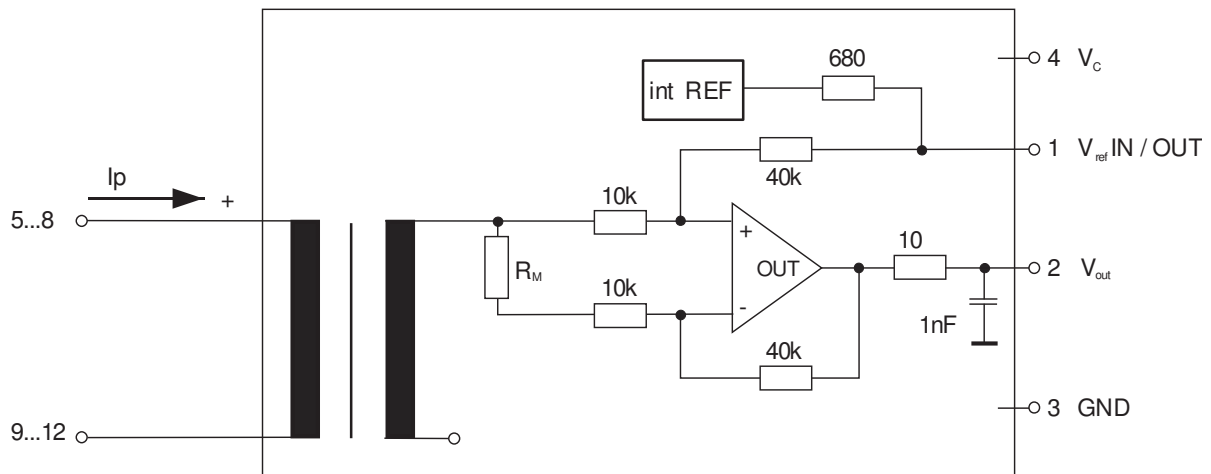 680
4 V_C
int REF
1 V_ref IN / OUT
40k
Ip
+
10k
5...8
+
10
OUT
2 V_out
R_M
10k
-
1nF
40k
3 GND
9...12